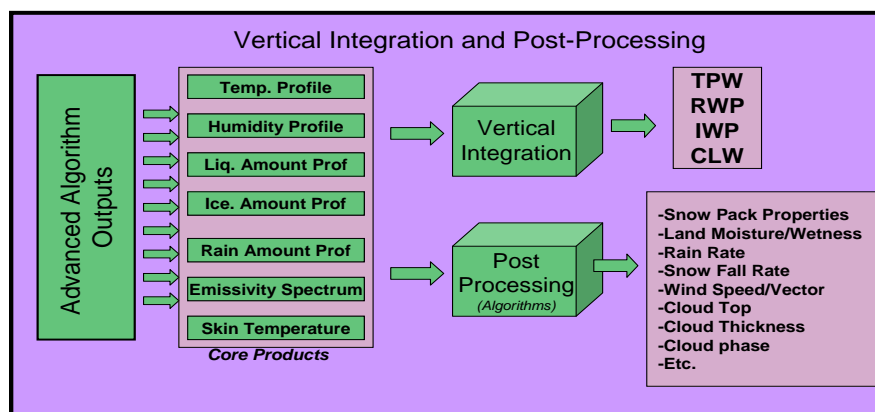 Vertical Integration and Post-Processing
Advanced Algorithm
Outputs
Temp. Profile
Humidity Profile
Liq. Amount Prof
Ice. Amount Prof
Rain Amount Prof
Emissivity Spectrum
Skin Temperature
Core Products
Vertical
Integration
TPW
RWP
IWP
CLW
Post
Processing
(Algorithms)
-Snow Pack Properties
-Land Moisture/Wetness
-Rain Rate
-Snow Fall Rate
-Wind Speed/Vector
-Cloud Top
-Cloud Thickness
-Cloud phase
-Etc.